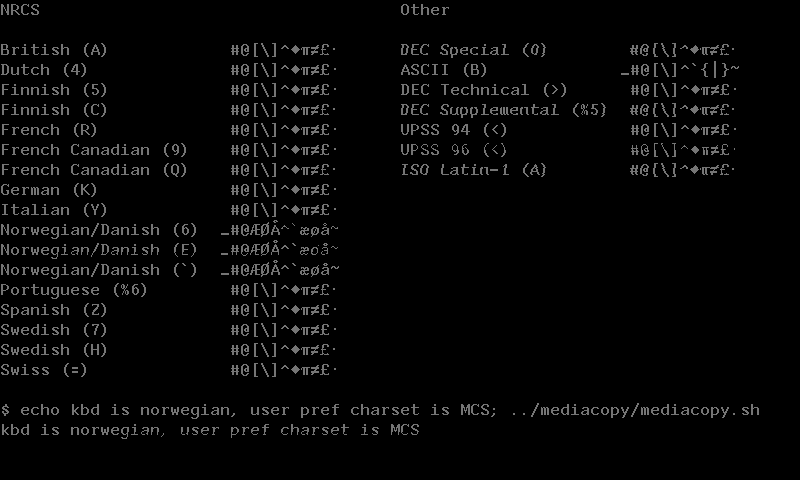 NRCS Other
British (A) #@[\]^◆π≠£· DEC Special (0) #@[\]^◆π≠£·
Dutch (4) #@[\]^◆π≠£· ASCII (B) _#@[\]^`{|}~
Finnish (5) #@[\]^◆π≠£· DEC Technical (>) #@[\]^◆π≠£·
Finnish (C) #@[\]^◆π≠£· DEC Supplemental (%5) #@[\]^◆π≠£·
French (R) #@[\]^◆π≠£· UPSS 94 (<) #@[\]^◆π≠£·
French Canadian (9) #@[\]^◆π≠£· UPSS 96 (<) #@[\]^◆π≠£·
French Canadian (Q) #@[\]^◆π≠£· ISO Latin-1 (A) #@[\]^◆π≠£·
German (K) #@[\]^◆π≠£·
Italian (Y) #@[\]^◆π≠£·
Norwegian/Danish (6) _#@ÆØÅ^`æøå~
Norwegian/Danish (E) _#@ÆØÅ^`æøå~
Norwegian/Danish (`) _#@ÆØÅ^`æøå~
Portuguese (%6) #@[\]^◆π≠£·
Spanish (Z) #@[\]^◆π≠£·
Swedish (7) #@[\]^◆π≠£·
Swedish (H) #@[\]^◆π≠£·
Swiss (=) #@[\]^◆π≠£·
$ echo kbd is norwegian, user pref charset is MCS; ../mediacopy/mediacopy.sh
kbd is norwegian, user pref charset is MCS